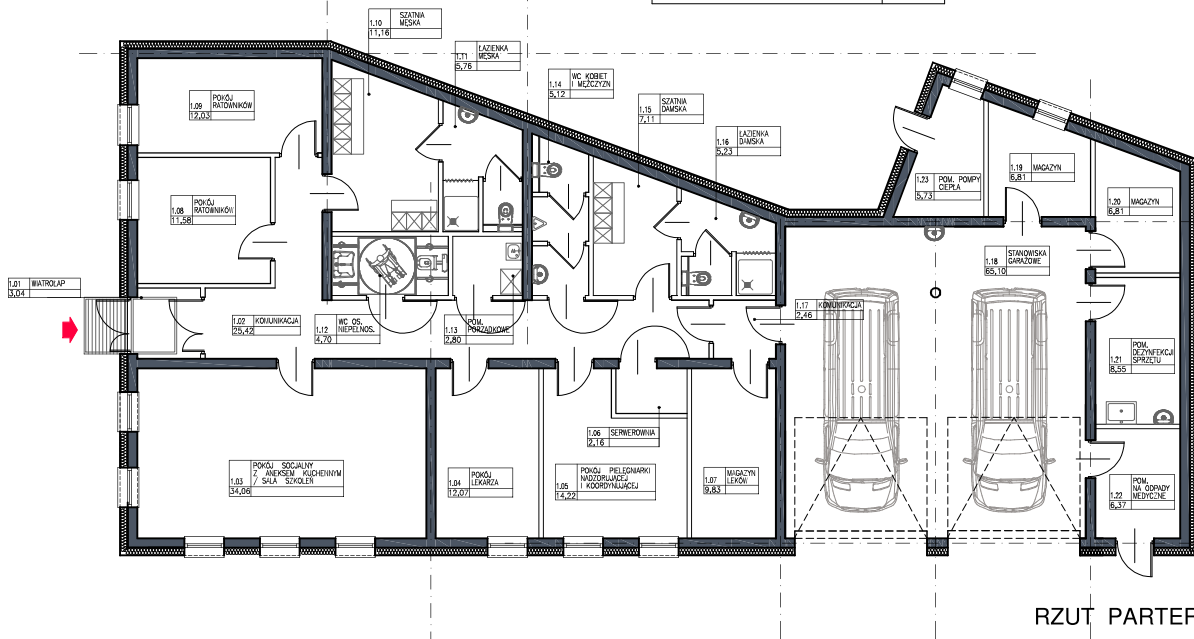 1.10 SZATNIA
MĘSKA
11,16
1.11 ŁAZIENKA
MĘSKA
5,76
1.14 WC KOBIET
I MĘŻCZYZN
5,12
1.15 SZATNIA
DAMSKA
7,11
1.16 ŁAZIENKA
DAMSKA
5,23
1.09 POKÓJ
RATOWNIKÓW
12,03
1.08 POKÓJ
RATOWNIKÓW
11,58
1.23 POM. POMPY
CIEPŁA
5,73
1.19 MAGAZYN
6,81
1.20 MAGAZYN
6,81
1.18 STANOWISKA
GARAŻOWE
65,10
1.01 WIATROŁAP
3,04
1.02 KOMUNIKACJA
25,42
1.12 WC OS.
NIEPEŁNOS.
4,70
1.13 POM.
PORZĄDKOWE
2,80
1.17 KOMUNIKACJA
2,46
1.21 POM.
DEZYNFEKCJI
SPRZĘTU
8,55
1.06 SERWEROWNIA
2,16
1.03 POKÓJ SOCJALNY
Z ANEKSEM KUCHENNYM
/ SALA SZKOLEŃ
34,06
1.04 POKÓJ
LEKARZA
12,07
1.05 POKÓJ PIELĘGNIARKI
NADZORUJĄCEJ
I KOORDYNUJĄCEJ
14,22
1.07 MAGAZYN
LEKÓW
9,83
1.22 POM.
NA ODPADY
MEDYCZNE
6,37
RZUT PARTER